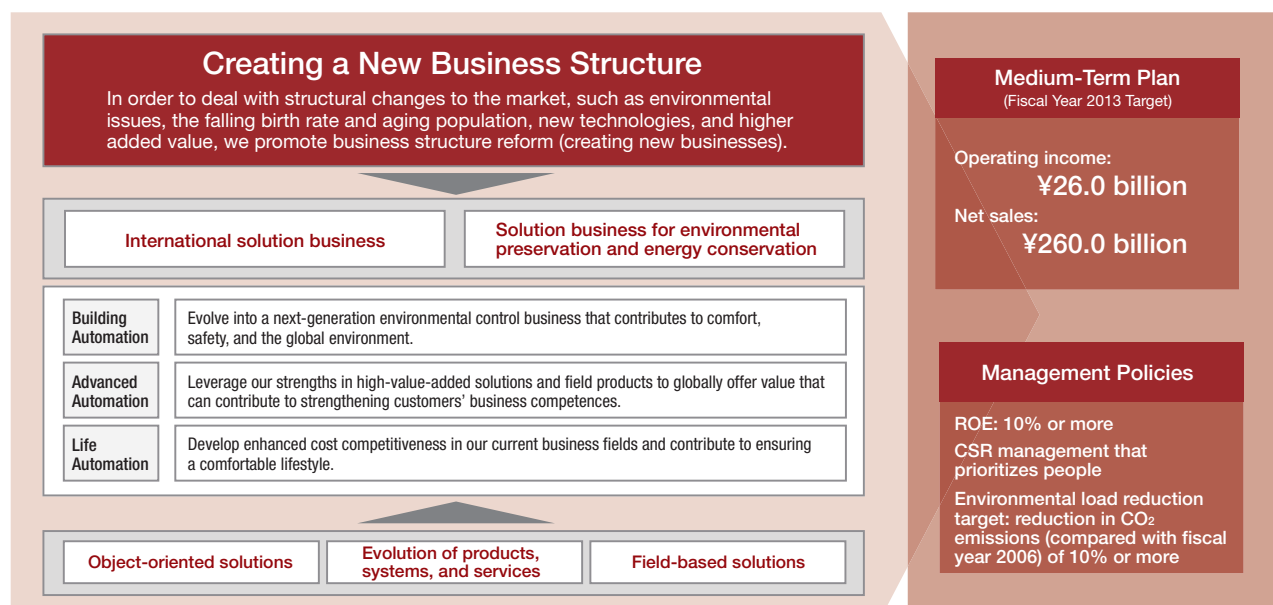 Creating a New Business Structure
In order to deal with structural changes to the market, such as environmental
issues, the falling birth rate and aging population, new technologies, and higher
added value, we promote business structure reform (creating new businesses).
International solution business
Solution business for environmental
preservation and energy conservation
Building
Automation
Evolve into a next-generation environmental control business that contributes to comfort,
safety, and the global environment.
Advanced
Automation
Leverage our strengths in high-value-added solutions and field products to globally offer value that
can contribute to strengthening customers’ business competences.
Life
Automation
Develop enhanced cost competitiveness in our current business fields and contribute to ensuring
a comfortable lifestyle.
Object-oriented solutions
Evolution of products,
systems, and services
Field-based solutions
Medium-Term Plan
(Fiscal Year 2013 Target)
Operating income:
¥26.0 billion
Net sales:
¥260.0 billion
Management Policies
ROE: 10% or more
CSR management that
prioritizes people
Environmental load reduction
target: reduction in CO₂
emissions (compared with fiscal
year 2006) of 10% or more